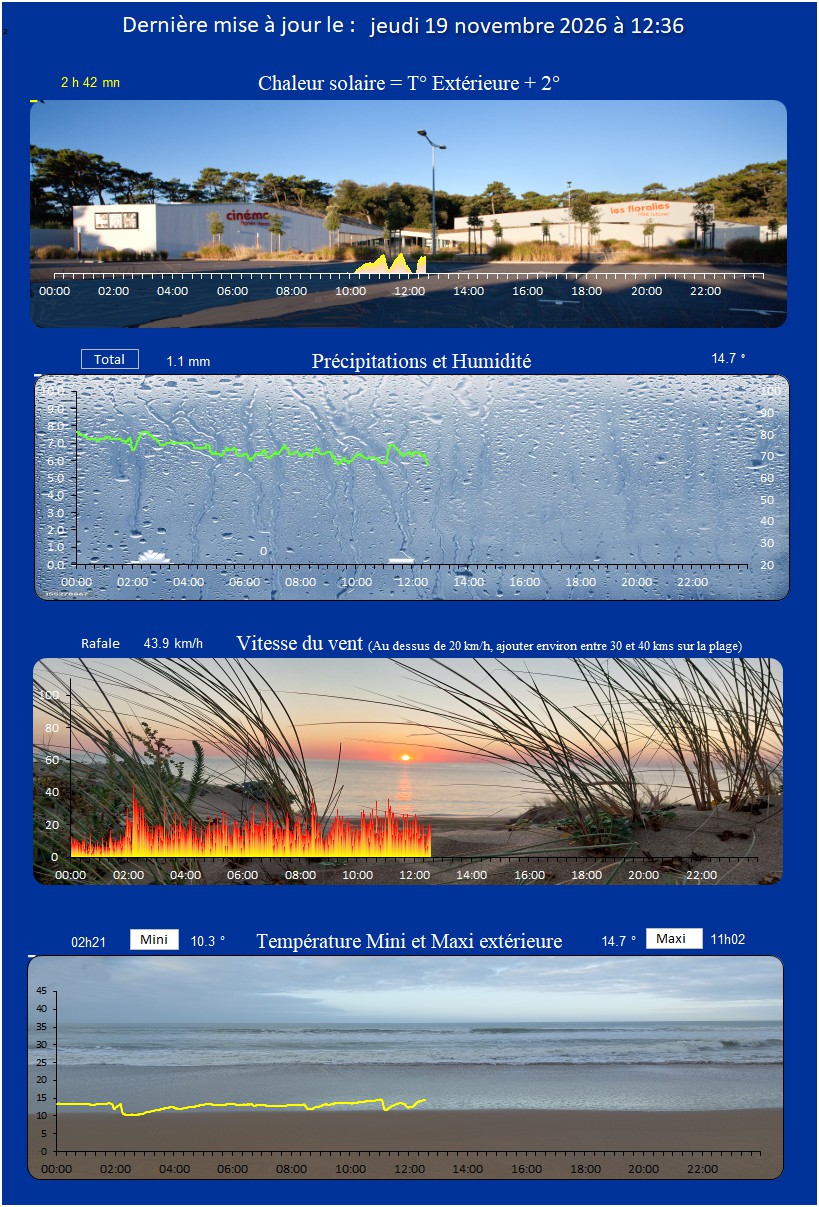 Dernière mise à jour le : jeudi 19 novembre 2026 à 12:36
2 h 42 mn Chaleur solaire = T° Extérieure + 2°
cinéma
les floralies
00:00 02:00 04:00 06:00 08:00 10:00 12:00 14:00 16:00 18:00 20:00 22:00
Total 1.1 mm Précipitations et Humidité 14.7 °
10.0 100
9.0 90
8.0 80
7.0
6.0 70
5.0 60
4.0 50
3.0
2.0 40
1.0 30
0
0.0 20
00:00 02:00 04:00 06:00 08:00 10:00 12:00 14:00 16:00 18:00 20:00 22:00
Rafale 43.9 km/h Vitesse du vent (Au dessus de 20 km/h, ajouter environ entre 30 et 40 kms sur la plage)
100
80
60
40
20
0
00:00 02:00 04:00 06:00 08:00 10:00 12:00 14:00 16:00 18:00 20:00 22:00
02h21 Mini 10.3 ° Température Mini et Maxi extérieure 14.7 ° Maxi 11h02
45
40
35
30
25
20
15
10
5
0
00:00 02:00 04:00 06:00 08:00 10:00 12:00 14:00 16:00 18:00 20:00 22:00